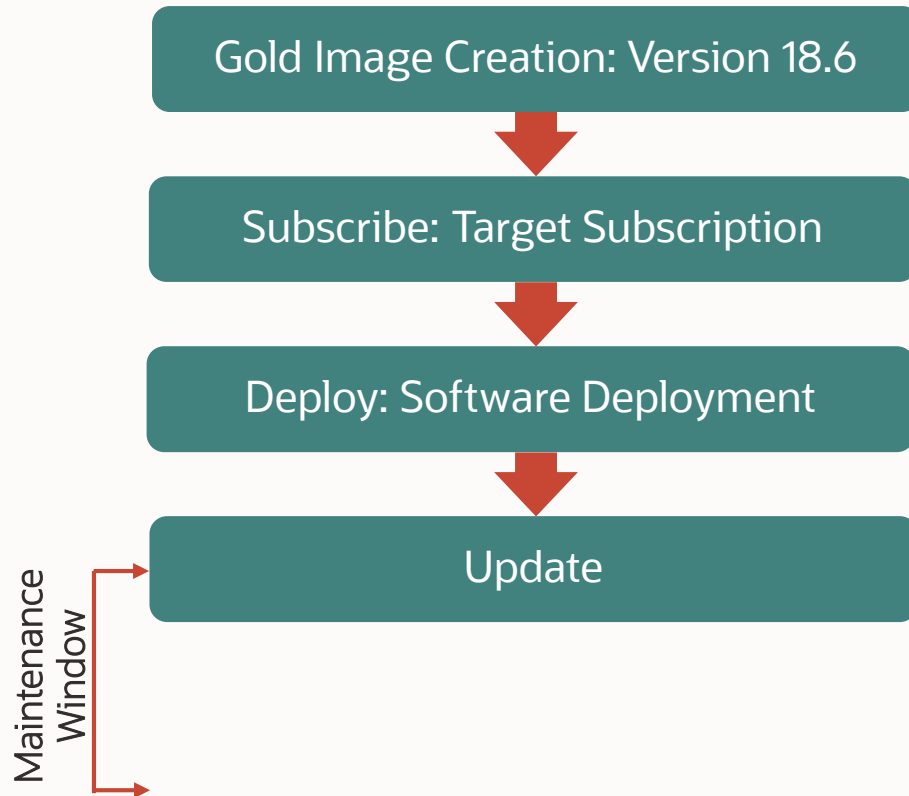 Gold Image Creation: Version 18.6
Subscribe: Target Subscription
Deploy: Software Deployment
Update
Maintenance
Window